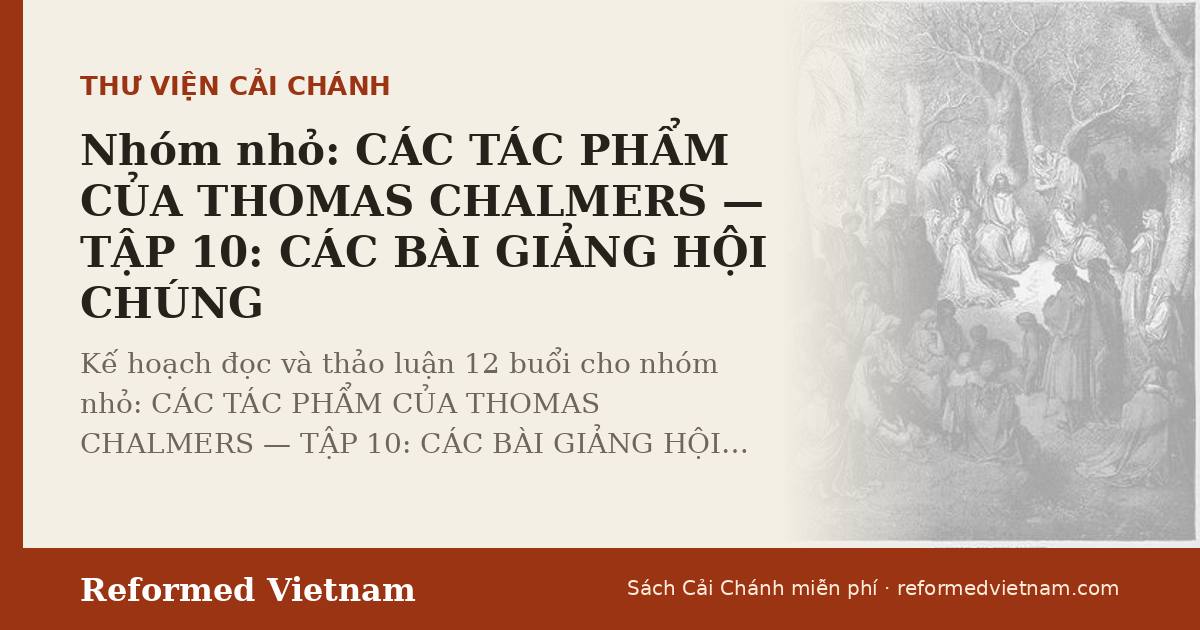 THƯ VIỆN CẢI CHÁNH
Nhóm nhỏ: CÁC TÁC PHẨM
CỦA THOMAS CHALMERS —
TẬP 10: CÁC BÀI GIẢNG HỘI
CHÚNG
Kế hoạch đọc và thảo luận 12 buổi cho nhóm
nhỏ: CÁC TÁC PHẨM CỦA THOMAS
CHALMERS — TẬP 10: CÁC BÀI GIẢNG HỘI...
Reformed Vietnam
Sách Cải Chánh miễn phí · reformedvietnam.com